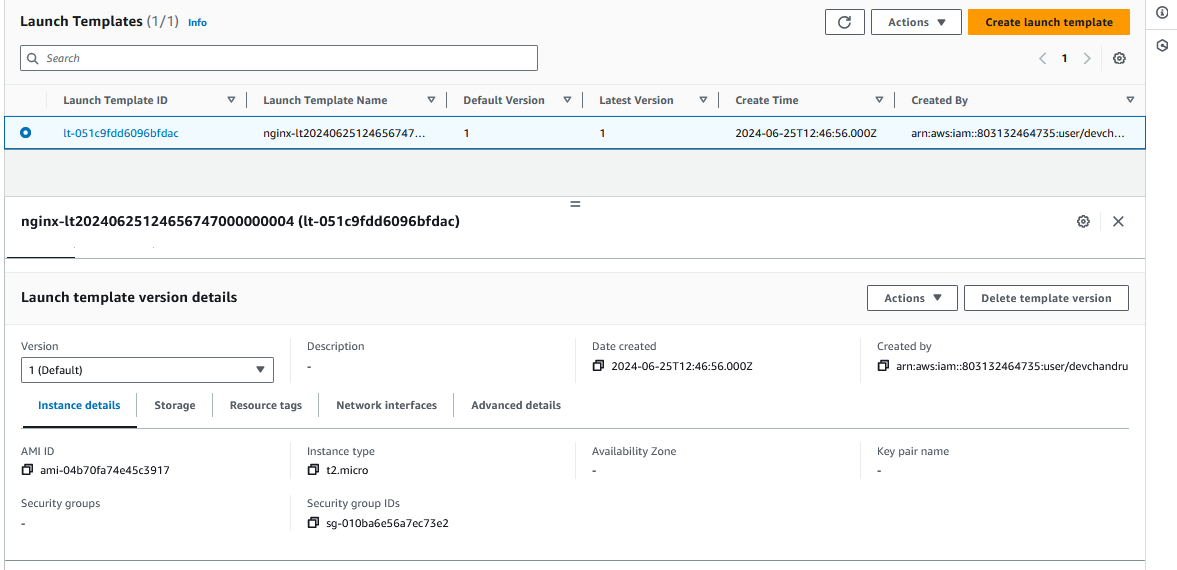 Launch Templates (1/1) Info
Actions
Create launch template
Search
1
Launch Template ID Launch Template Name Default Version Latest Version Create Time Created By
lt-051c9fdd6096bfdac nginx-lt20240625124656747... 1 1 2024-06-25T12:46:56.000Z arn:aws:iam::803132464735:user/devch...
nginx-lt20240625124656747000000004 (lt-051c9fdd6096bfdac)
Launch template version details
Actions
Delete template version
Version Description Date created Created by
1 (Default) - 2024-06-25T12:46:56.000Z arn:aws:iam::803132464735:user/devchandru
Instance details Storage Resource tags Network interfaces Advanced details
AMI ID Instance type Availability Zone Key pair name
ami-04b70fa74e45c3917 t2.micro - -
Security groups Security group IDs
- sg-010ba6e56a7ec73e2